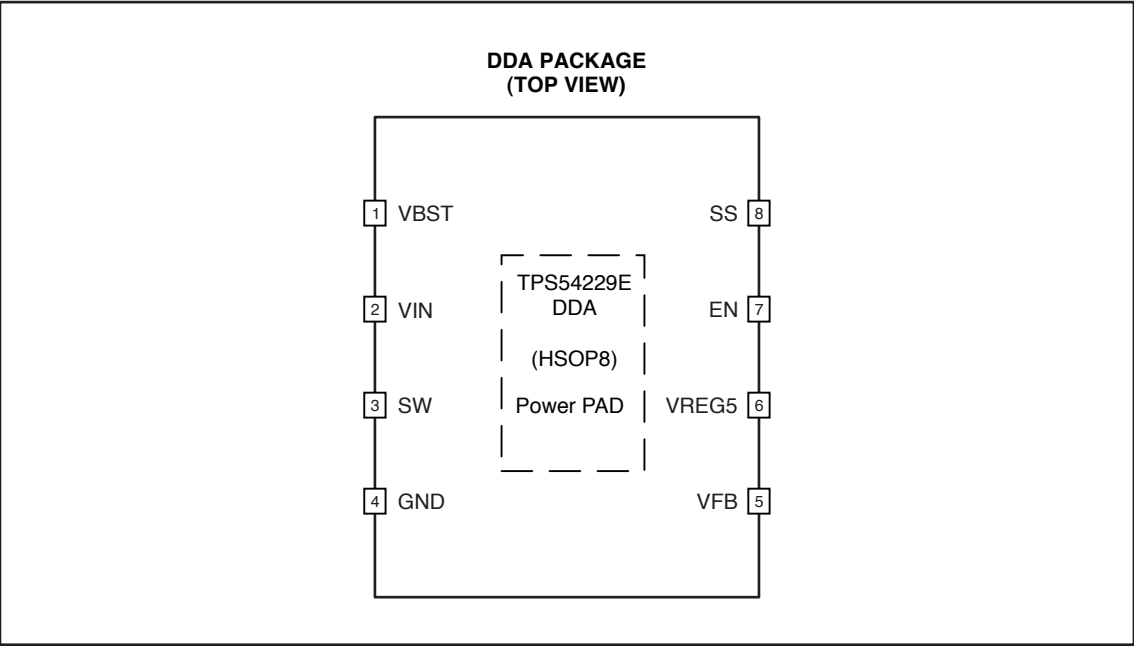 DDA PACKAGE
(TOP VIEW)
1 VBST
SS 8
TPS54229E
2 VIN
DDA
EN 7
(HSOP8)
3 SW
Power PAD
VREG5 6
4 GND
VFB 5